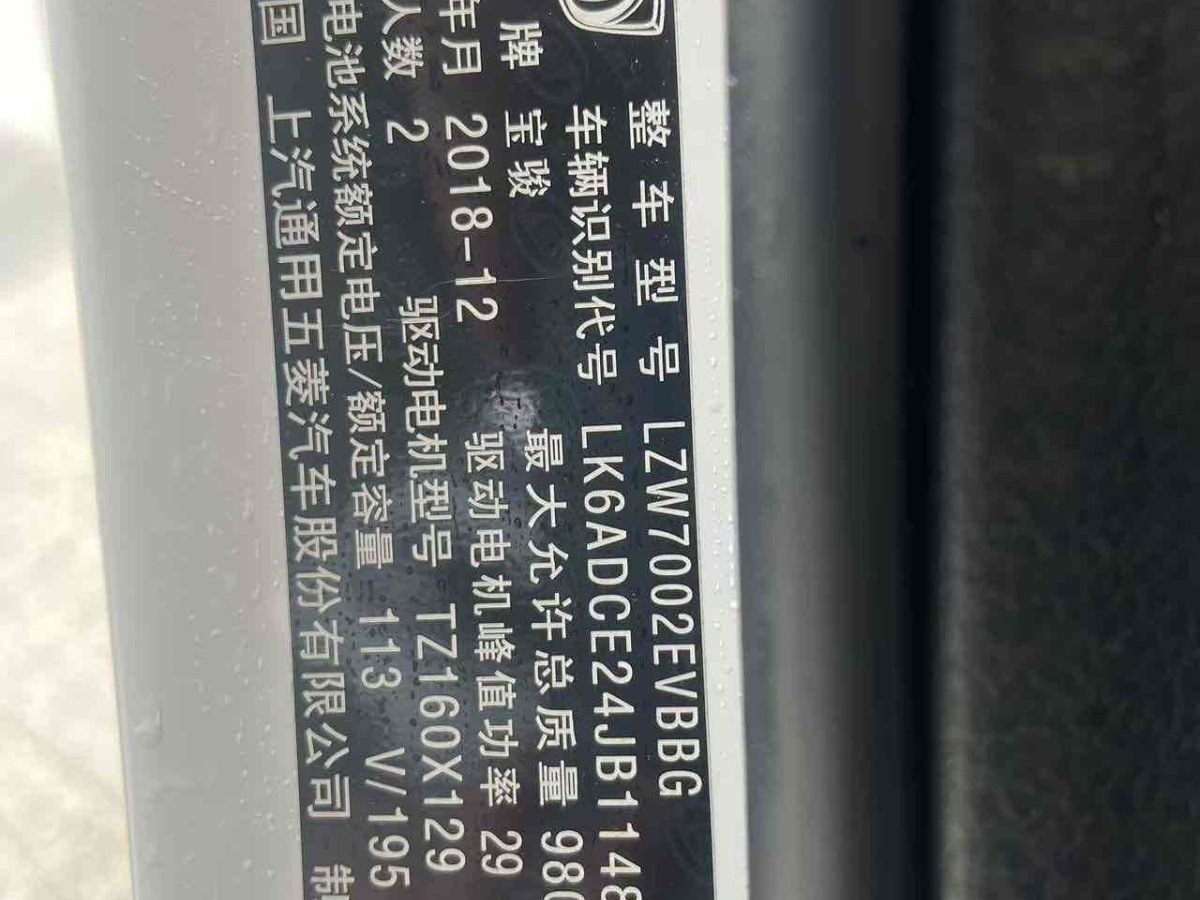 整车型号 LZW7002EVBBG
车辆识别代号 LK6ADCE24JB1148
牌 宝骏 最大允许总质量 980
年月 2018-12 驱动电机峰值功率 29
人数 2 驱动电机型号 TZ160X129
电池系统额定电压/额定容量 113 V/195
国 上汽通用五菱汽车股份有限公司 制